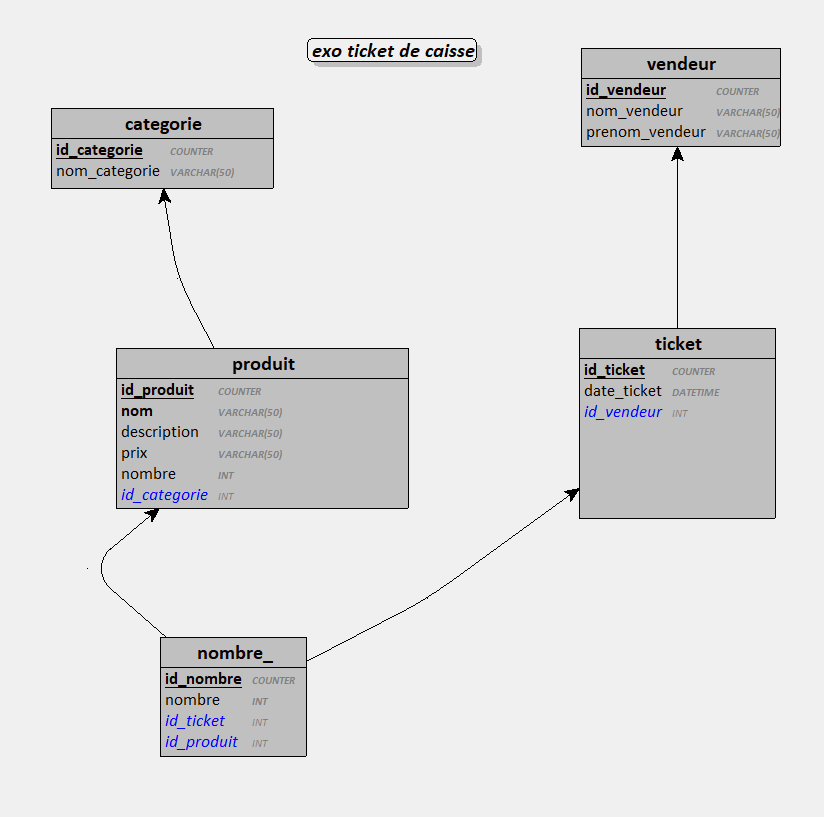 exo ticket de caisse
vendeur
id_vendeur COUNTER
nom_vendeur VARCHAR(50)
prenom_vendeur VARCHAR(50)
categorie
id_categorie COUNTER
nom_categorie VARCHAR(50)
produit
id_produit COUNTER
nom VARCHAR(50)
description VARCHAR(50)
prix VARCHAR(50)
nombre INT
id_categorie INT
ticket
id_ticket COUNTER
date_ticket DATETIME
id_vendeur INT
nombre_
id_nombre COUNTER
nombre INT
id_ticket INT
id_produit INT